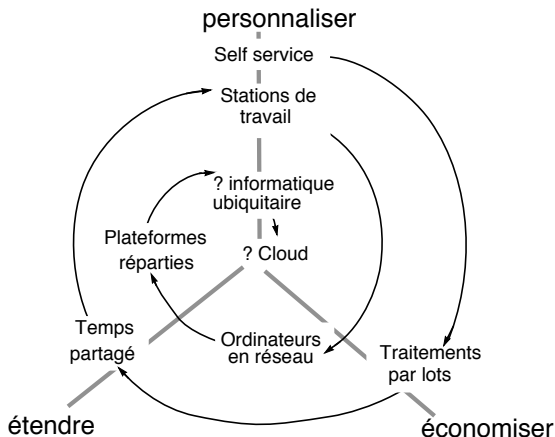 personnaliser
Self service
Stations de
travail
? informatique
ubiquitaire
Plateformes
réparties
? Cloud
Temps
partagé
Ordinateurs
en réseau
Traitements
par lots
étendre
économiser